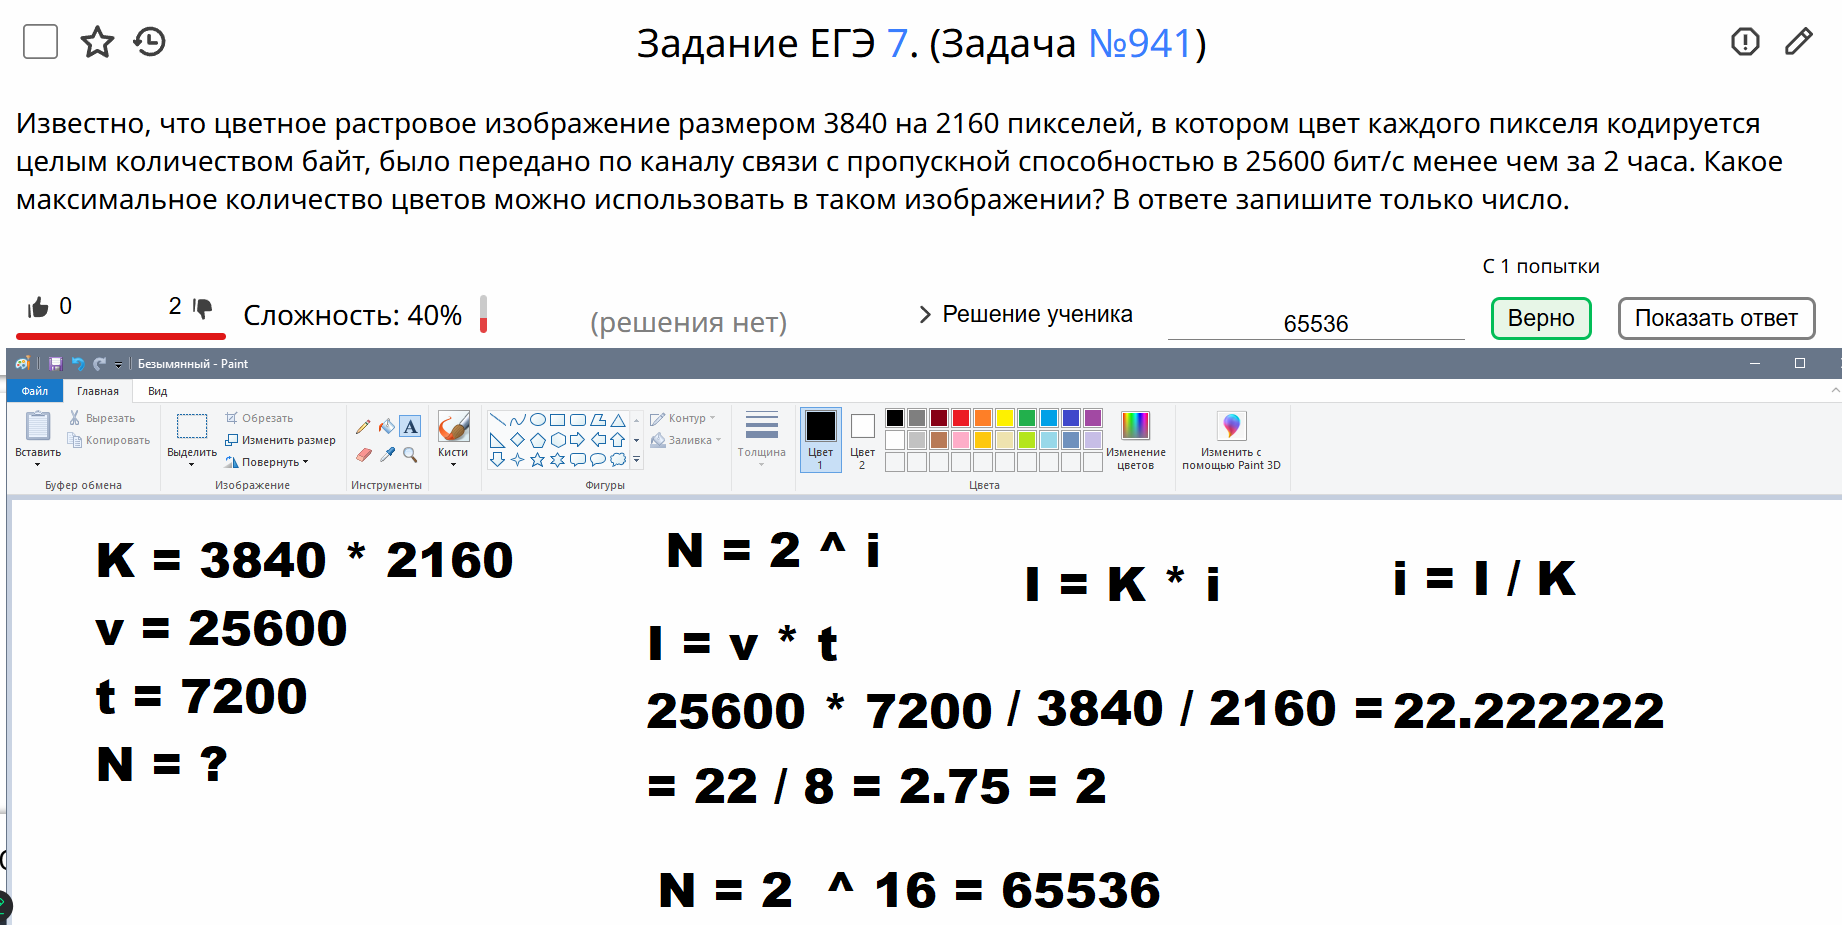 Задание ЕГЭ 7. (Задача №941)
Известно, что цветное растровое изображение размером 3840 на 2160 пикселей, в котором цвет каждого пикселя кодируется
целым количеством байт, было передано по каналу связи с пропускной способностью в 25600 бит/с менее чем за 2 часа. Какое
максимальное количество цветов можно использовать в таком изображении? В ответе запишите только число.
С 1 попытки
0 2 Сложность: 40% (решения нет) Решение ученика 65536 Верно Показать ответ
Безымянный - Paint
Файл Главная Вид
Вставить Вырезать Копировать
Буфер обмена
Выделить Обрезать Изменить размер Повернуть
Изображение
Инструменты
Кисти
Контур Заливка
Фигуры
Толщина
Цвет 1 Цвет 2
Изменение цветов
Цвета
Изменить с помощью Paint 3D
K = 3840 * 2160
v = 25600
t = 7200
N = ?
N = 2 ^ i
I = K * i
i = I / K
I = v * t
25600 * 7200 / 3840 / 2160 = 22.222222
= 22 / 8 = 2.75 = 2
N = 2 ^ 16 = 65536